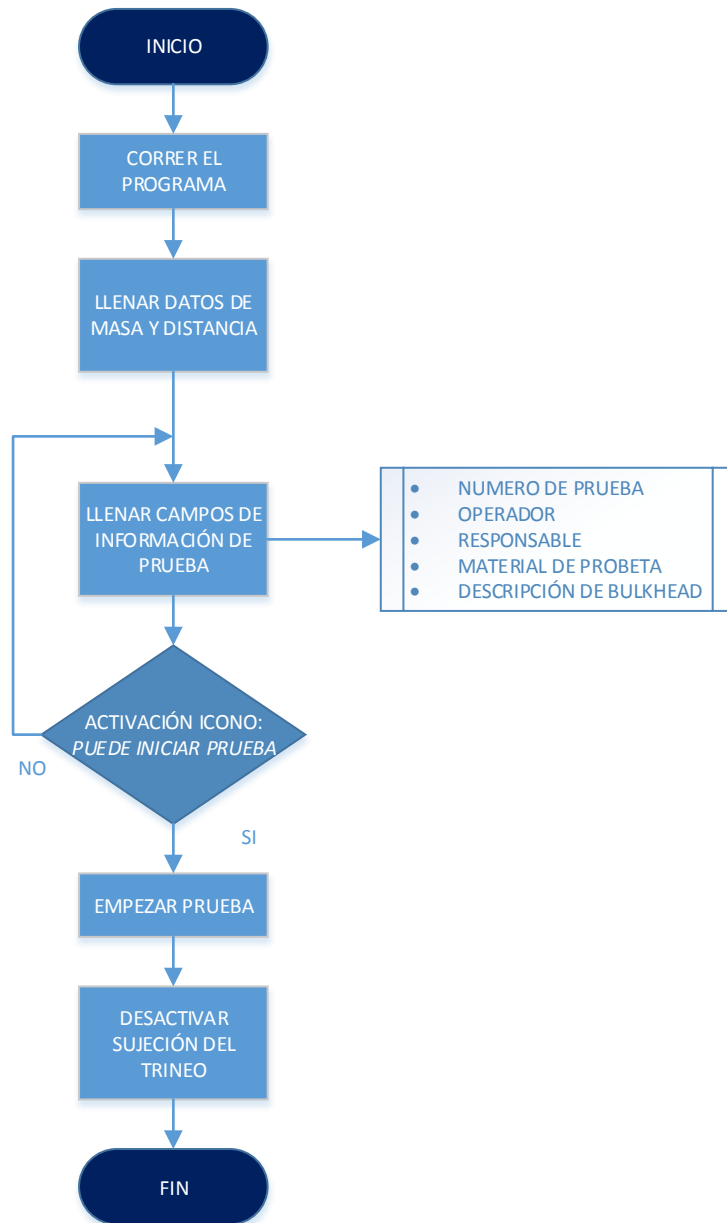 INICIO
CORRER EL
PROGRAMA
LLENAR DATOS DE
MASA Y DISTANCIA
LLENAR CAMPOS DE
INFORMACIÓN DE
PRUEBA
• NUMERO DE PRUEBA
• OPERADOR
• RESPONSABLE
• MATERIAL DE PROBETA
• DESCRIPCIÓN DE BULKHEAD
ACTIVACIÓN ICONO:
PUEDE INICIAR PRUEBA
NO
SI
EMPEZAR PRUEBA
DESACTIVAR
SUJECIÓN DEL
TRINEO
FIN